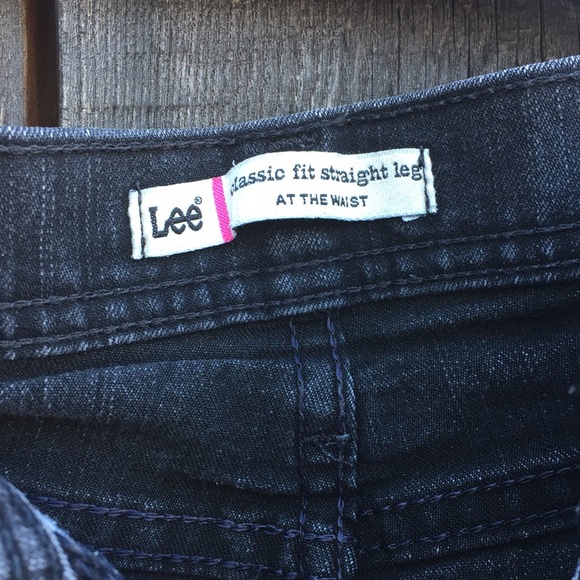 Lee®
classic fit straight leg
AT THE WAIST